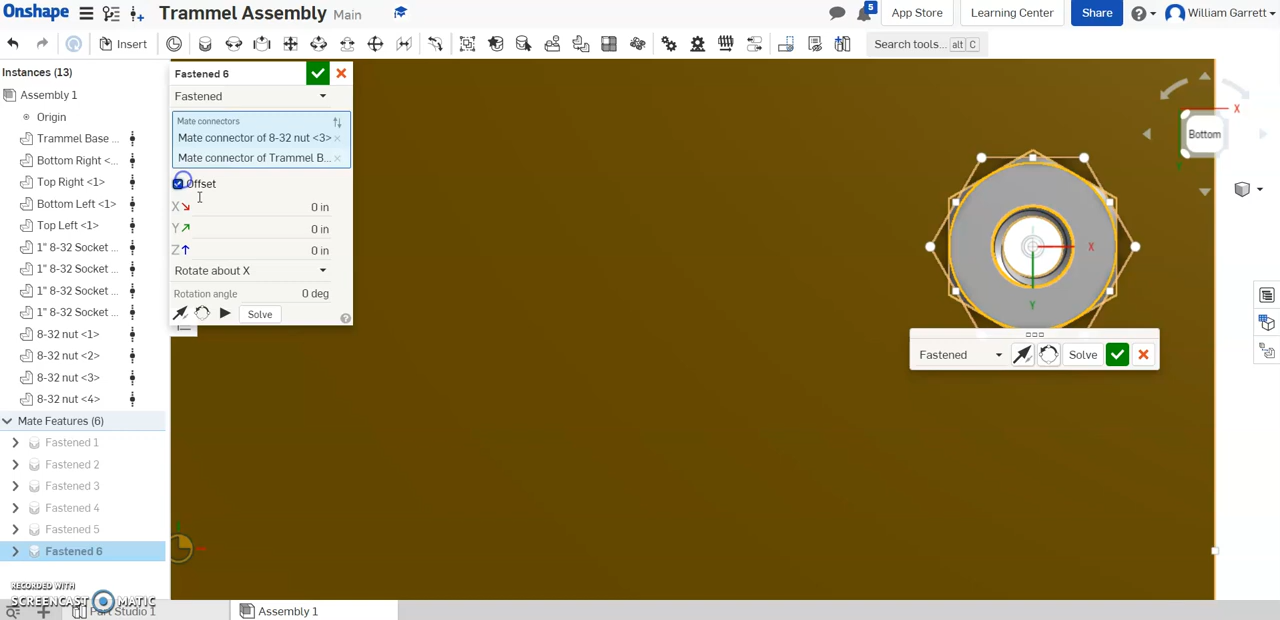 Onshape Trammel Assembly Main 5 App Store Learning Center Share William Garrett
Insert Search tools... alt C
Instances (13)
Assembly 1
Origin
Trammel Base ...
Bottom Right <...
Top Right <1>
Bottom Left <1>
Top Left <1>
1" 8-32 Socket ...
1" 8-32 Socket ...
1" 8-32 Socket ...
1" 8-32 Socket ...
8-32 nut <1>
8-32 nut <2>
8-32 nut <3>
8-32 nut <4>
Mate Features (6)
Fastened 1
Fastened 2
Fastened 3
Fastened 4
Fastened 5
Fastened 6
Fastened 6
Fastened
Mate connectors
Mate connector of 8-32 nut <3>
Mate connector of Trammel B...
Offset
X 0 in
Y 0 in
Z 0 in
Rotate about X
Rotation angle 0 deg
Solve
X
Y
Fastened Solve
X
Bottom
RECORDED WITH
SCREENCAST MATIC
Part Studio 1
Assembly 1